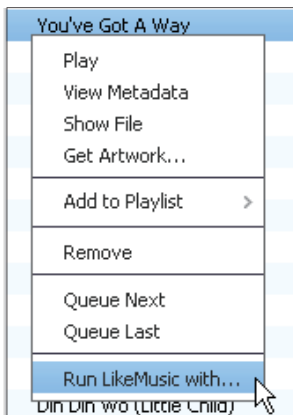 You've Got A Way
Play
View Metadata
Show File
Get Artwork...
Add to Playlist >
Remove
Queue Next
Queue Last
Run LikeMusic with...
Din Din Wo (Little Child)